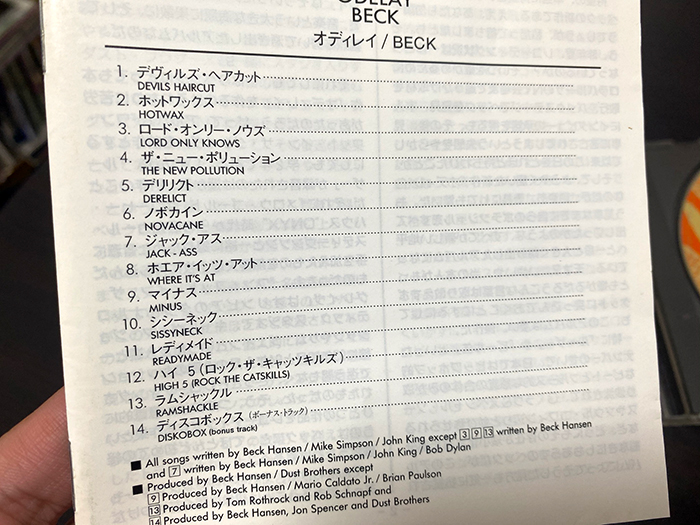 ODELAY
BECK
オディレイ / BECK
1. デヴィルズ・ヘアカット
DEVILS HAIRCUT
2. ホットワックス
HOTWAX
3. ロード・オンリー・ノウズ
LORD ONLY KNOWS
4. ザ・ニュー・ポリューション
THE NEW POLLUTION
5. デリリクト
DERELICT
6. ノボカイン
NOVACANE
7. ジャック・アス
JACK - ASS
8. ホエア・イッツ・アット
WHERE IT'S AT
9. マイナス
MINUS
10. シシーネック
SISSYNECK
11. レディメイド
READYMADE
12. ハイ 5 (ロック・ザ・キャッツキルズ)
HIGH 5 (ROCK THE CATSKILLS)
13. ラムシャックル
RAMSHACKLE
14. ディスコボックス (ボーナス・トラック)
DISKOBOX (bonus track)
■ All songs written by Beck Hansen / Mike Simpson / John King except 3 9 13 written by Beck Hansen
and 7 written by Beck Hansen / Mike Simpson / John King / Bob Dylan
■ Produced by Beck Hansen / Dust Brothers except
9 Produced by Beck Hansen / Mario Caldato Jr. / Brian Paulson
13 Produced by Tom Rothrock and Rob Schnapf and
14 Produced by Beck Hansen, Jon Spencer and Dust Brothers